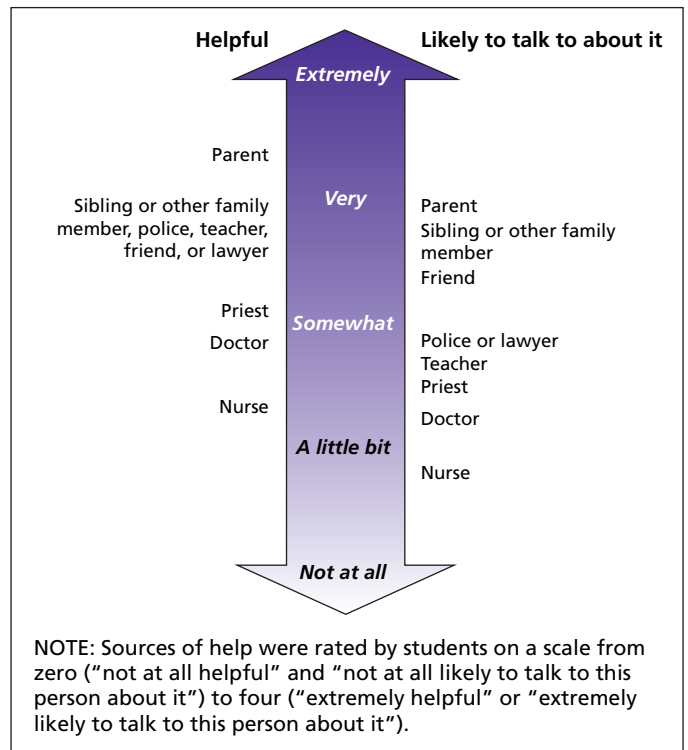 Helpful
Likely to talk to about it
Extremely
Parent
Very
Sibling or other family
member, police, teacher,
friend, or lawyer
Parent
Sibling or other family
member
Friend
Priest
Somewhat
Doctor
Police or lawyer
Teacher
Priest
Nurse
Doctor
A little bit
Nurse
Not at all
NOTE: Sources of help were rated by students on a scale from
zero (“not at all helpful” and “not at all likely to talk to this
person about it”) to four (“extremely helpful” or “extremely
likely to talk to this person about it”).